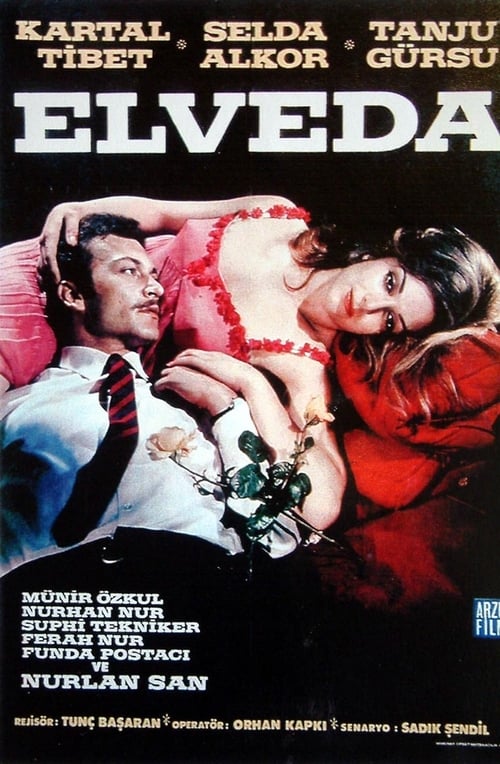 KARTAL * SELDA * TANJU
TİBET ALKOR GÜRSU
ELVEDA
MÜNİR ÖZKUL
NURHAN NUR
SUPHİ TEKNİKER
FERAH NUR
FUNDA POSTACI
VE
NURLAN SAN
ARZU
FİLM
REJİSÖR : TUNÇ BAŞARAN * OPERATÖR : ORHAN KAPKI * SENARYO : SADIK ŞENDİL